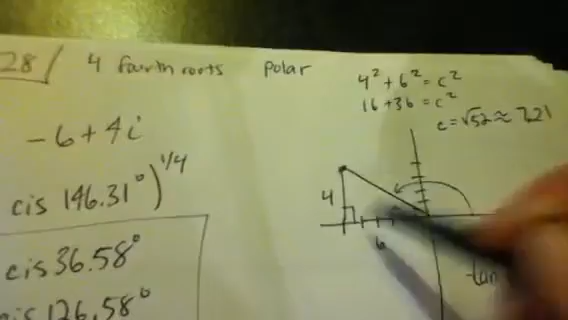 28/ 4 fourth roots polar
4² + 6² = c²
16 + 36 = c²
c = √52 ≈ 7.21
-6 + 4i
cis 146.31°)^1/4
4
6
cis 36.58°
cis 126.58°
tan